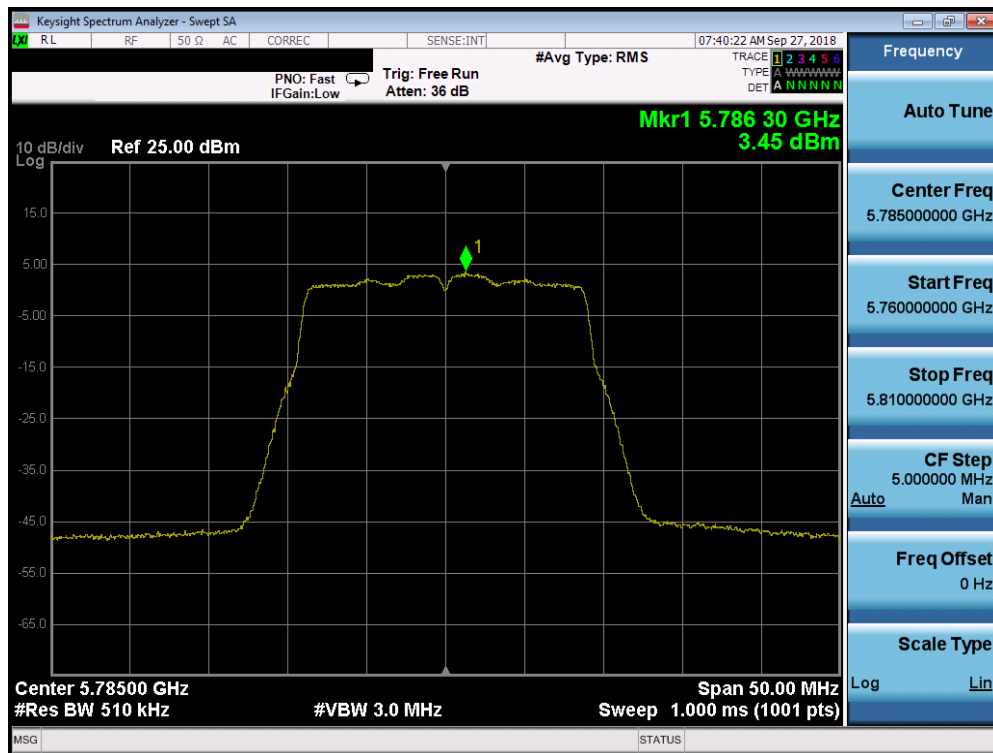 Keysight Spectrum Analyzer - Swept SA
LXI RL RF 50 Ω AC CORREC SENSE:INT 07:40:22 AM Sep 27, 2018
#Avg Type: RMS TRACE 1 2 3 4 5 6
PNO: Fast Trig: Free Run TYPE A WWWWWW
IFGain:Low Atten: 36 dB DET A N N N N N
Mkr1 5.786 30 GHz
3.45 dBm
10 dB/div Ref 25.00 dBm
Log
15.0
1
5.00
-5.00
-15.0
-25.0
-35.0
-45.0
-55.0
-65.0
Center 5.78500 GHz Span 50.00 MHz
#Res BW 510 kHz #VBW 3.0 MHz Sweep 1.000 ms (1001 pts)
MSG STATUS
Frequency
Auto Tune
Center Freq
5.785000000 GHz
Start Freq
5.760000000 GHz
Stop Freq
5.810000000 GHz
CF Step
5.000000 MHz
Auto Man
Freq Offset
0 Hz
Scale Type
Log Lin